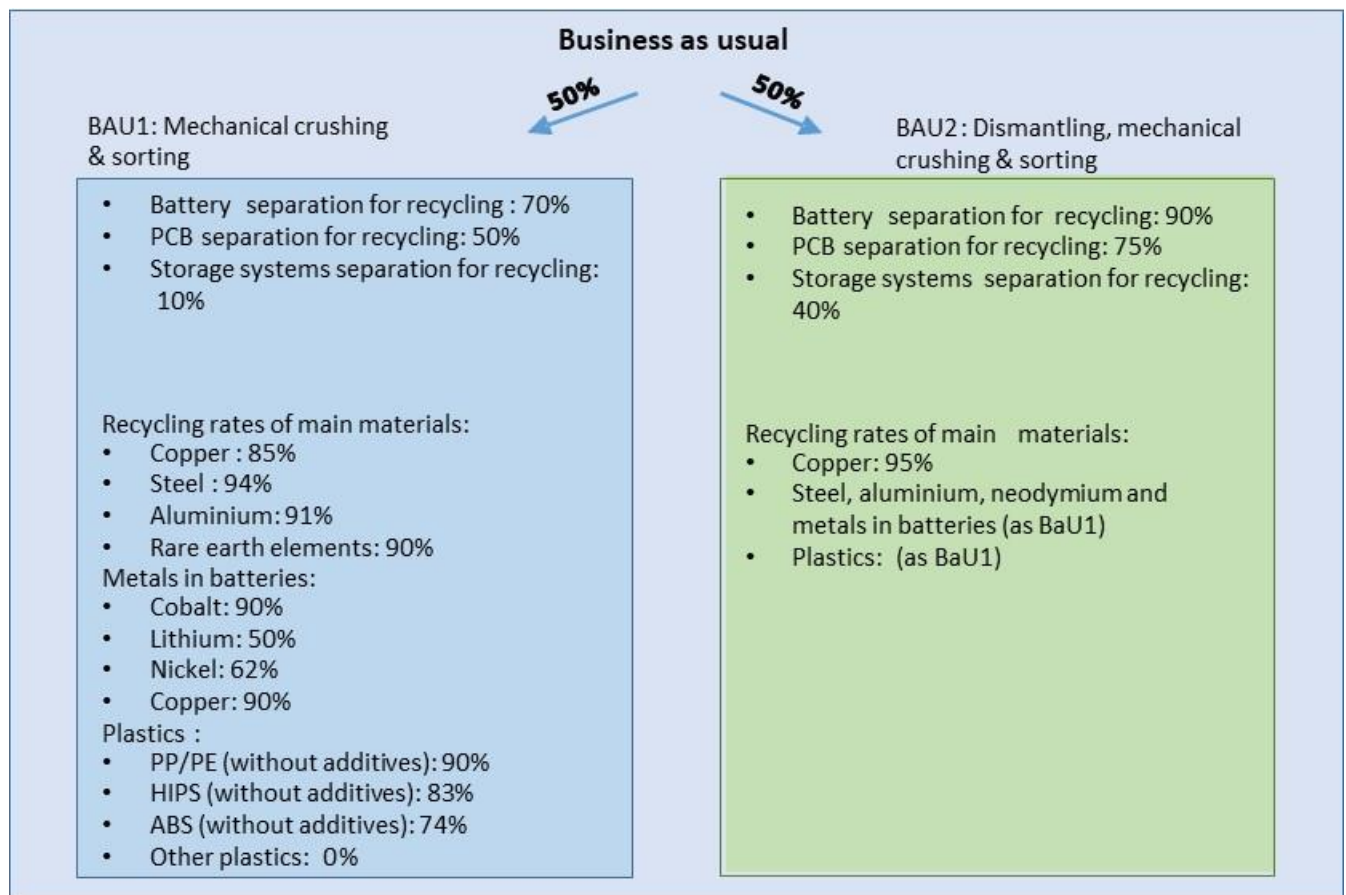 Business as usual
50%
50%
BAU1: Mechanical crushing
& sorting
• Battery separation for recycling : 70%
• PCB separation for recycling: 50%
• Storage systems separation for recycling:
10%
Recycling rates of main materials:
• Copper : 85%
• Steel : 94%
• Aluminium: 91%
• Rare earth elements: 90%
Metals in batteries:
• Cobalt: 90%
• Lithium: 50%
• Nickel: 62%
• Copper: 90%
Plastics :
• PP/PE (without additives): 90%
• HIPS (without additives): 83%
• ABS (without additives): 74%
• Other plastics: 0%
BAU2 : Dismantling, mechanical
crushing & sorting
• Battery separation for recycling: 90%
• PCB separation for recycling: 75%
• Storage systems separation for recycling:
40%
Recycling rates of main materials:
• Copper: 95%
• Steel, aluminium, neodymium and
metals in batteries (as BaU1)
• Plastics: (as BaU1)